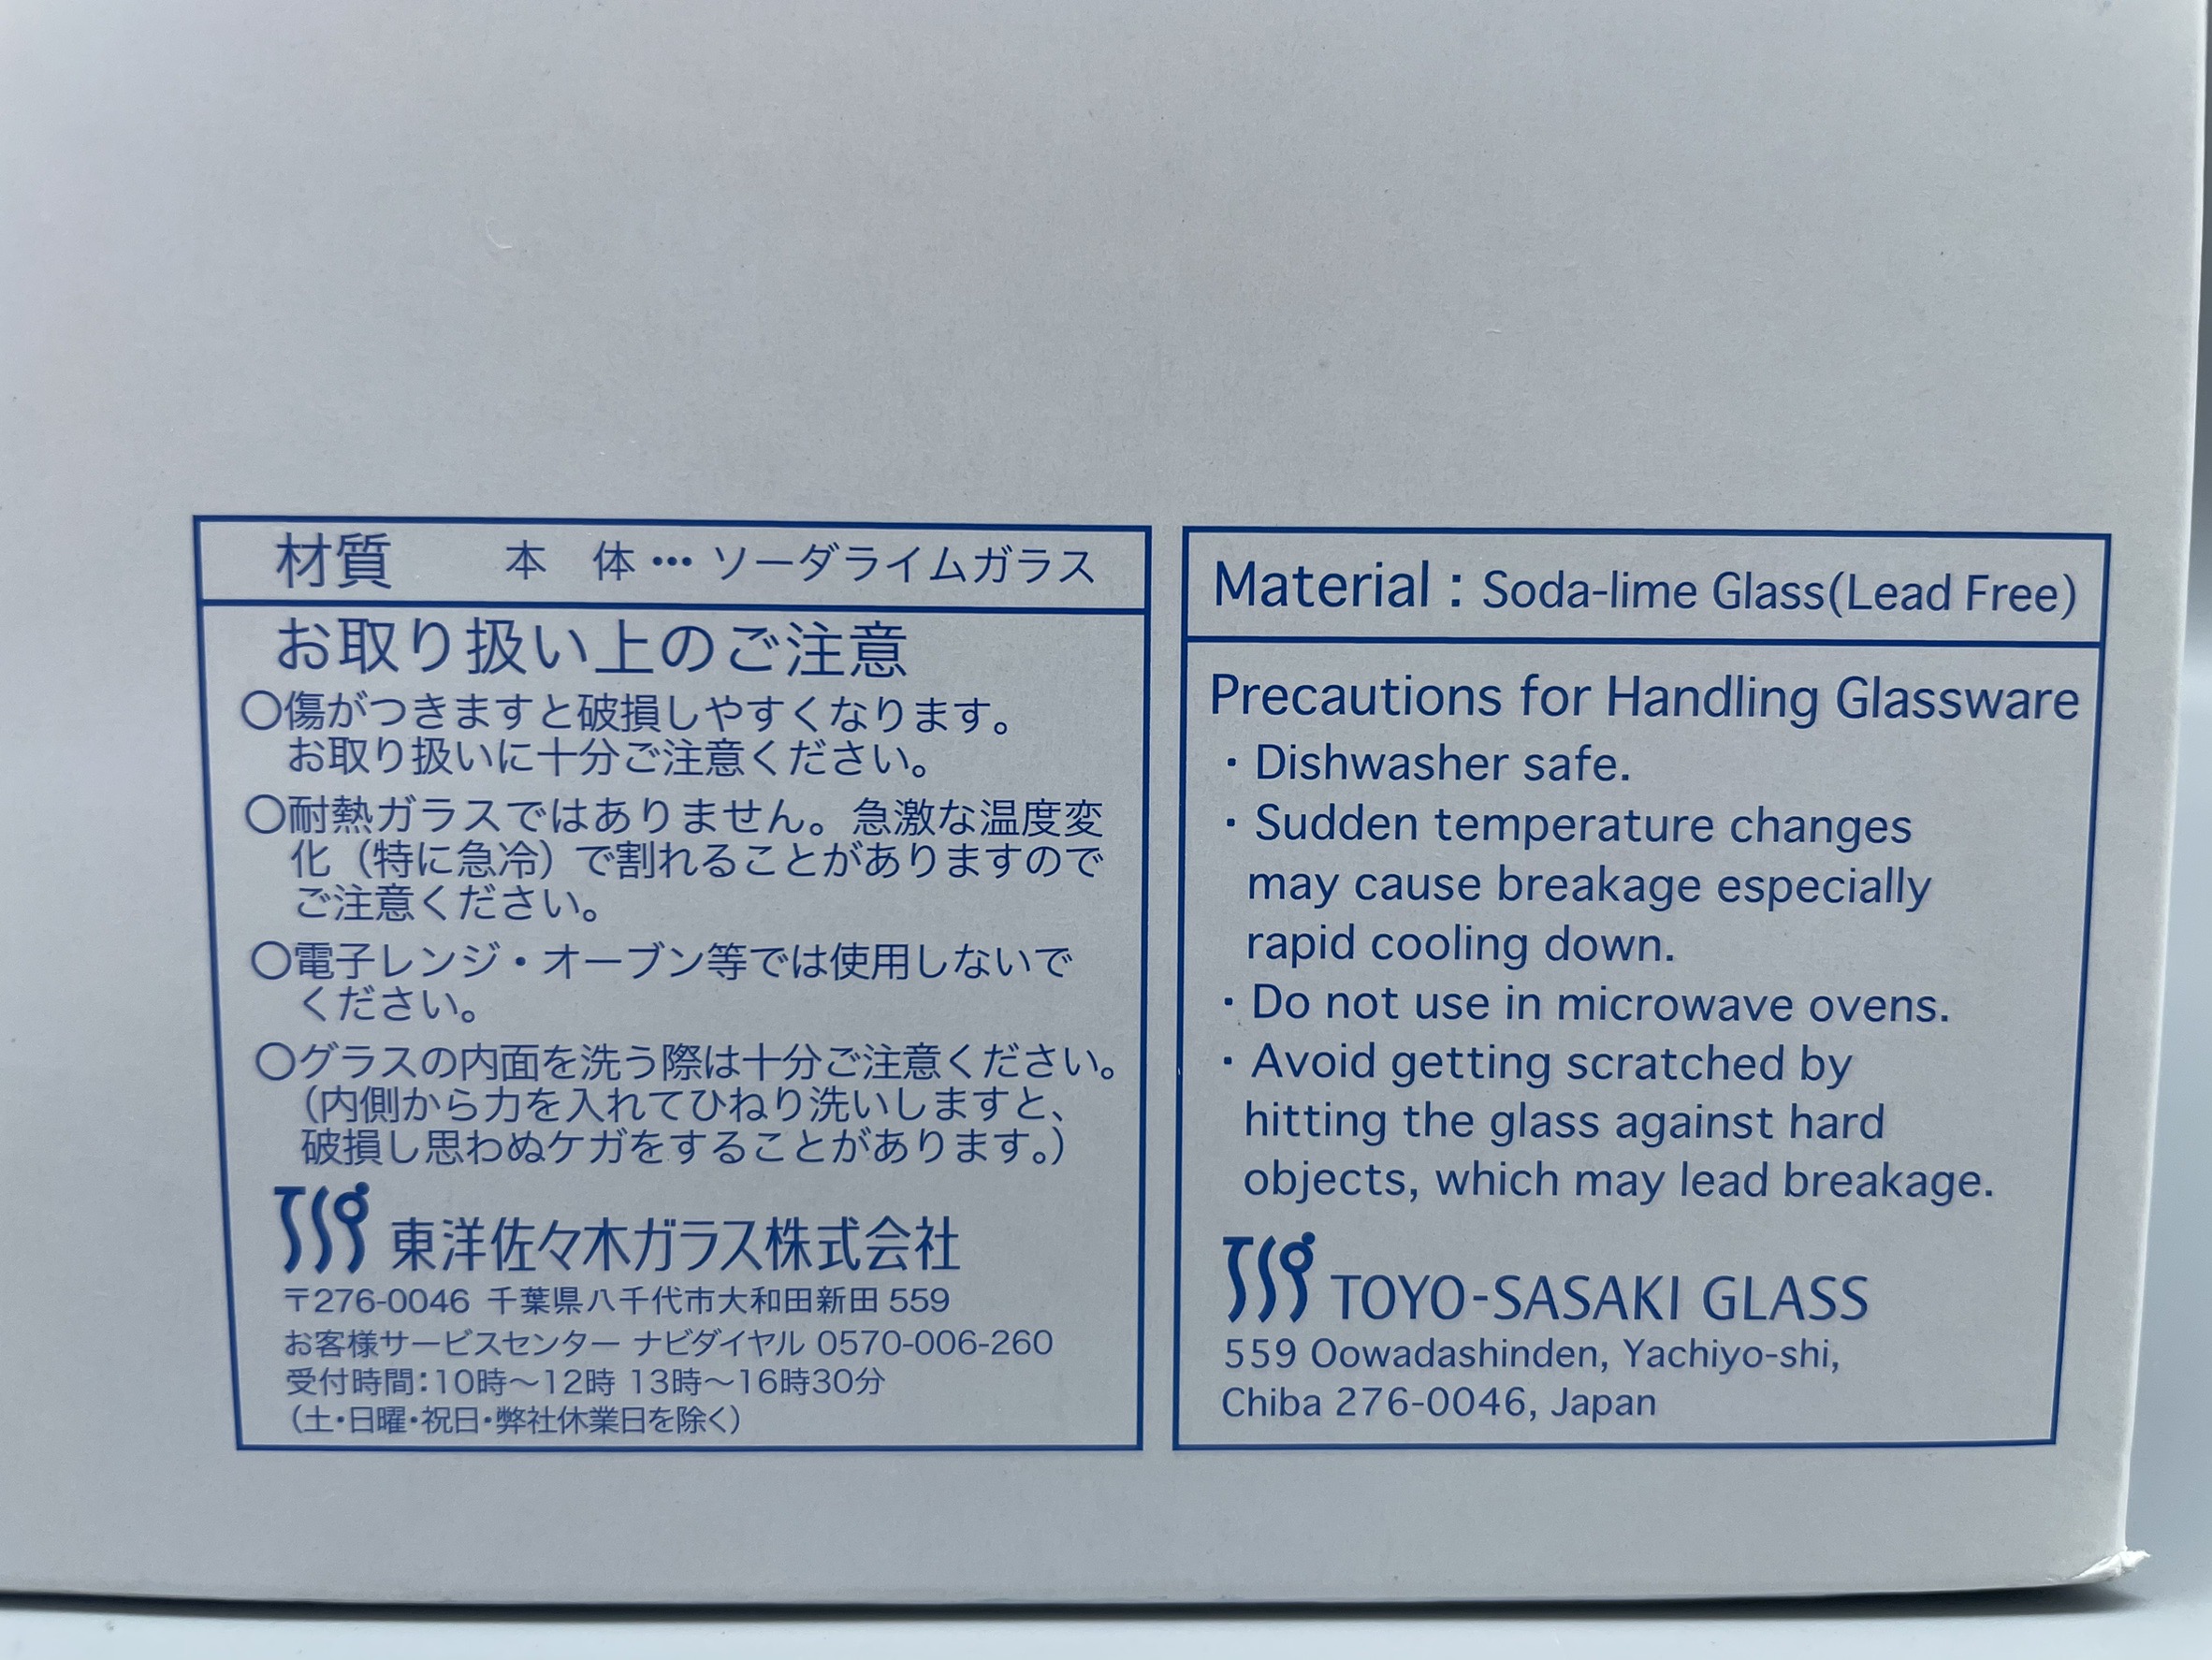 材質 本 体… ソーダライムガラス
お取り扱い上のご注意
○傷がつきますと破損しやすくなります。
お取り扱いに十分ご注意ください。
○耐熱ガラスではありません。急激な温度変
化（特に急冷）で割れることがありますので
ご注意ください。
○電子レンジ・オーブン等では使用しないで
ください。
○グラスの内面を洗う際は十分ご注意ください。
（内側から力を入れてひねり洗いしますと、
破損し思わぬケガをすることがあります。）
東洋佐々木ガラス株式会社
〒276-0046 千葉県八千代市大和田新田 559
お客様サービスセンター ナビダイヤル 0570-006-260
受付時間：10時〜12時 13時〜16時30分
（土・日曜・祝日・弊社休業日を除く）
Material : Soda-lime Glass(Lead Free)
Precautions for Handling Glassware
・Dishwasher safe.
・Sudden temperature changes
may cause breakage especially
rapid cooling down.
・Do not use in microwave ovens.
・Avoid getting scratched by
hitting the glass against hard
objects, which may lead breakage.
TOYO-SASAKI GLASS
559 Oowadashinden, Yachiyo-shi,
Chiba 276-0046, Japan